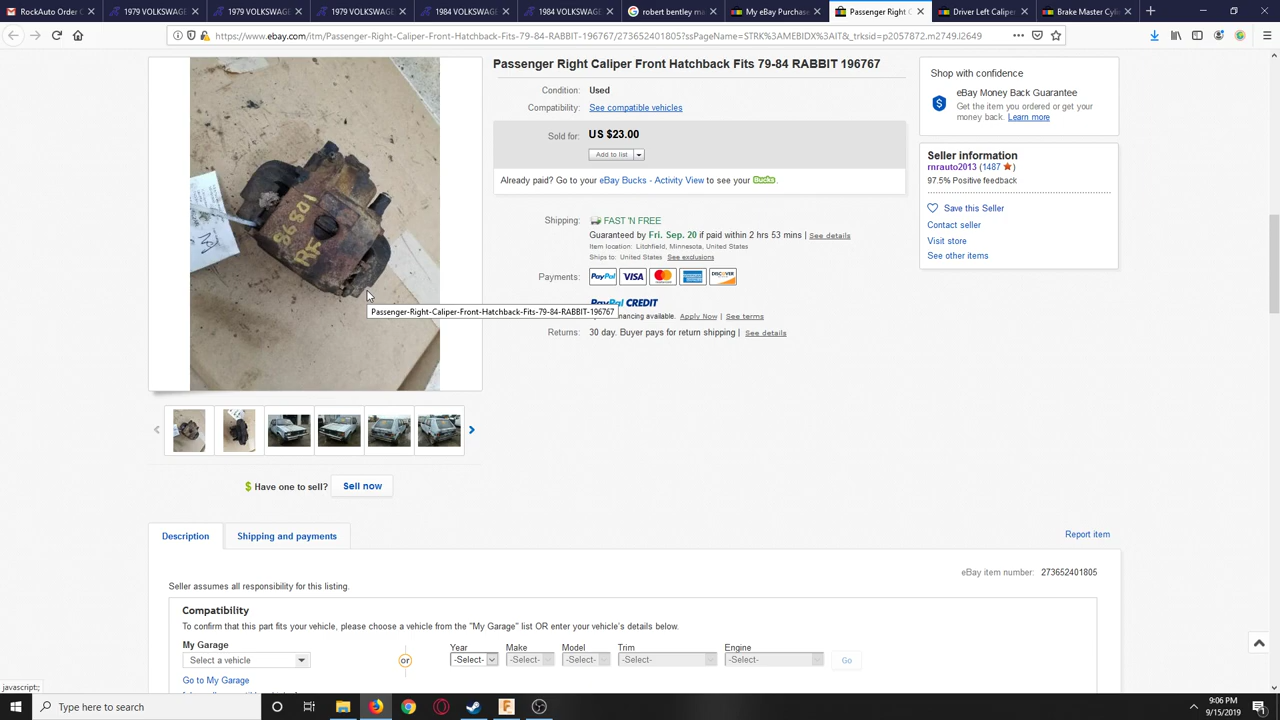 RockAuto Order
1979 VOLKSWAGE
1979 VOLKSWAGE
1979 VOLKSWAGE
1984 VOLKSWAGE
1984 VOLKSWAGE
robert bentley ma
My eBay Purchase
Passenger Right C
Driver Left Caliper
Brake Master Cyl
https://www.ebay.com/itm/Passenger-Right-Caliper-Front-Hatchback-Fits-79-84-RABBIT-196767/273652401805?ssPageName=STRK%3AMEBIDX%3AIT&_trksid=p2057872.m2749.l2649
Passenger Right Caliper Front Hatchback Fits 79-84 RABBIT 196767
Condition: Used
Compatibility: See compatible vehicles
Sold for: US $23.00
Add to list
Already paid? Go to your eBay Bucks - Activity View to see your Bucks.
Shipping: FAST 'N FREE
Guaranteed by Fri. Sep. 20 if paid within 2 hrs 53 mins | See details
Item location: Litchfield, Minnesota, United States
Ships to: United States See exclusions
Payments: PayPal VISA MasterCard AMERICAN EXPRESS DISCOVER
PayPal CREDIT
nancing available. Apply Now | See terms
Passenger-Right-Caliper-Front-Hatchback-Fits-79-84-RABBIT-196767
Returns: 30 day. Buyer pays for return shipping | See details
Shop with confidence
eBay Money Back Guarantee
Get the item you ordered or get your
money back. Learn more
Seller information
rnrauto2013 (1487)
97.5% Positive feedback
Save this Seller
Contact seller
Visit store
See other items
RF
$ Have one to sell? Sell now
Description
Shipping and payments
Report item
eBay item number: 273652401805
Seller assumes all responsibility for this listing.
Compatibility
To confirm that this part fits your vehicle, please choose a vehicle from the "My Garage" list OR enter your vehicle's details below.
My Garage
Select a vehicle
Go to My Garage
or
Year Make Model Trim Engine
-Select- -Select- -Select- -Select- -Select- Go
javascript:;
Type here to search
9:06 PM
9/15/2019